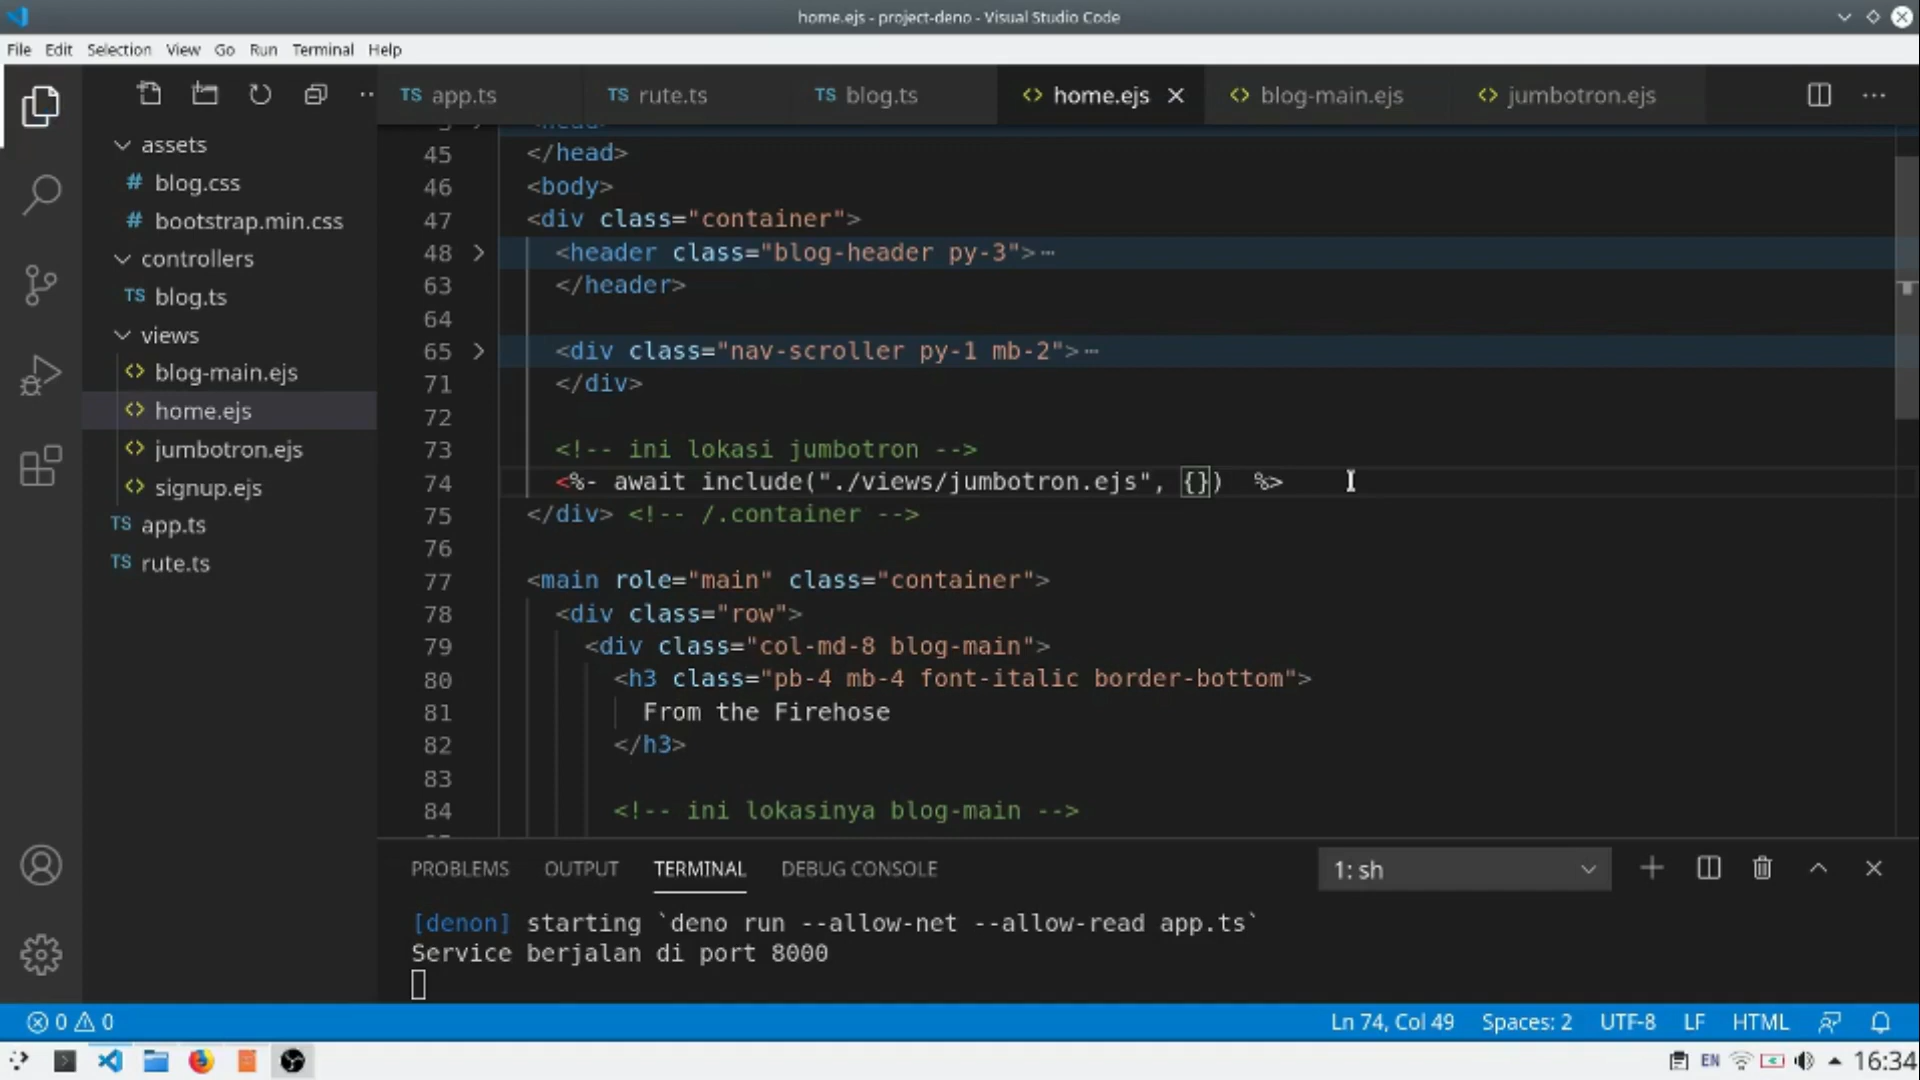 home.ejs - project-deno - Visual Studio Code
File Edit Selection View Go Run Terminal Help
TS app.ts TS rute.ts TS blog.ts <> home.ejs <> blog-main.ejs <> jumbotron.ejs
assets
# blog.css
# bootstrap.min.css
controllers
TS blog.ts
views
<> blog-main.ejs
<> home.ejs
<> jumbotron.ejs
<> signup.ejs
TS app.ts
TS rute.ts
<head>
45 </head>
46 <body>
47 <div class="container">
48 <header class="blog-header py-3">⋯
63 </header>
64
65 <div class="nav-scroller py-1 mb-2">⋯
71 </div>
72
73 <!-- ini lokasi jumbotron -->
74 <%- await include("./views/jumbotron.ejs", {})  %>
75 </div> <!-- /.container -->
76
77 <main role="main" class="container">
78 <div class="row">
79 <div class="col-md-8 blog-main">
80 <h3 class="pb-4 mb-4 font-italic border-bottom">
81 From the Firehose
82 </h3>
83
84 <!-- ini lokasinya blog-main -->
PROBLEMS OUTPUT TERMINAL DEBUG CONSOLE 1: sh
[denon] starting `deno run --allow-net --allow-read app.ts`
Service berjalan di port 8000
0 0 Ln 74, Col 49 Spaces: 2 UTF-8 LF HTML
EN 16:34